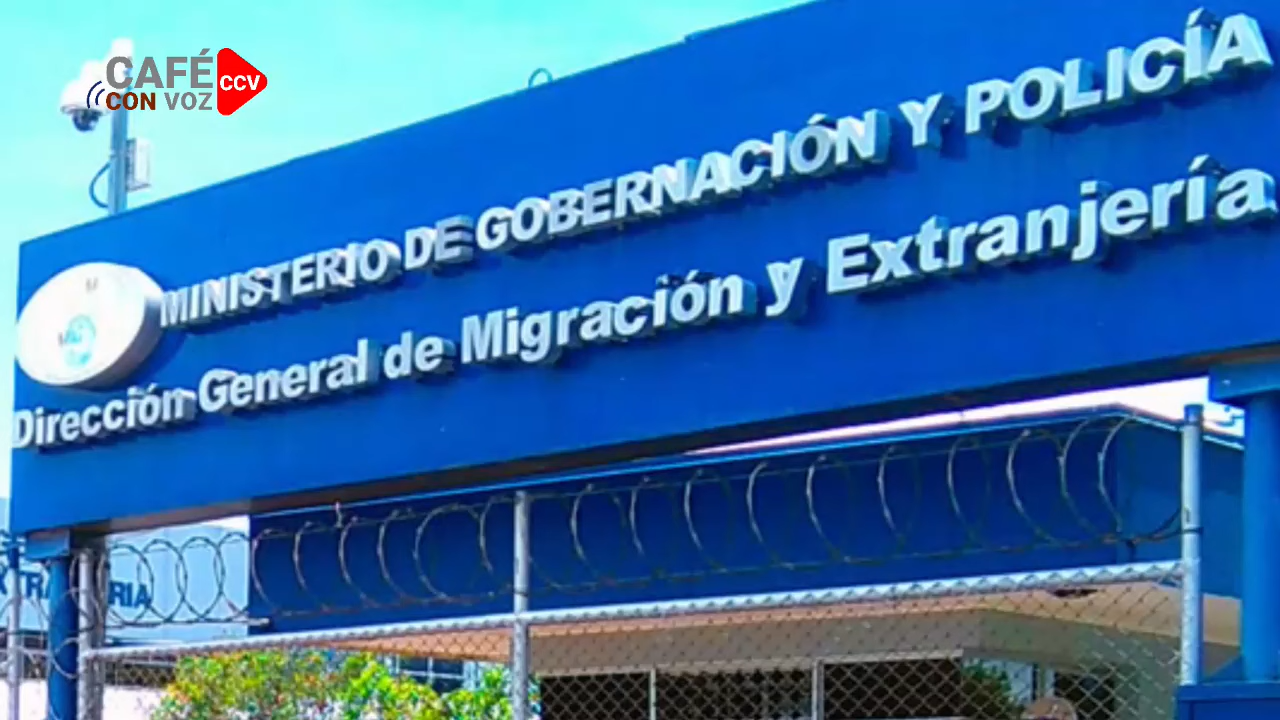 CAFÉ
CON VOZ
CCV
MINISTERIO DE GOBERNACIÓN Y POLICÍA
Dirección General de Migración y Extranjería